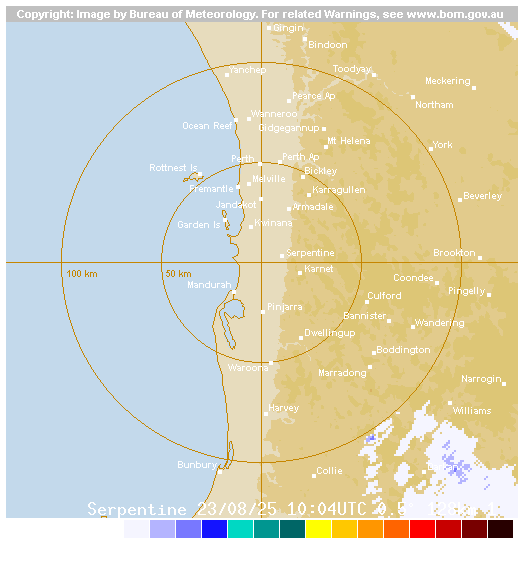 Copyright: Image by Bureau of Meteorology. For related Warnings, see www.bom.gov.au
Gingin
Bindoon
Yanchep
Toodyay
Meckering
Pearce Ap
Northam
Wanneroo
Ocean Reef
Gidgegannup
Mt Helena
York
Perth
Perth Ap
Rottnest Is
Bickley
Melville
Fremantle
Karragullen
Beverley
Jandakot
Armadale
Garden Is
Kwinana
Serpentine
Brookton
100 km
50 km
Karnet
Coondee
Mandurah
Culford
Pingelly
Pinjarra
Bannister
Wandering
Dwellingup
Boddington
Waroona
Marradong
Narrogin
Harvey
Williams
Bunbury
Collie
Serpentine 23/08/25 10:04UTC 0.5°